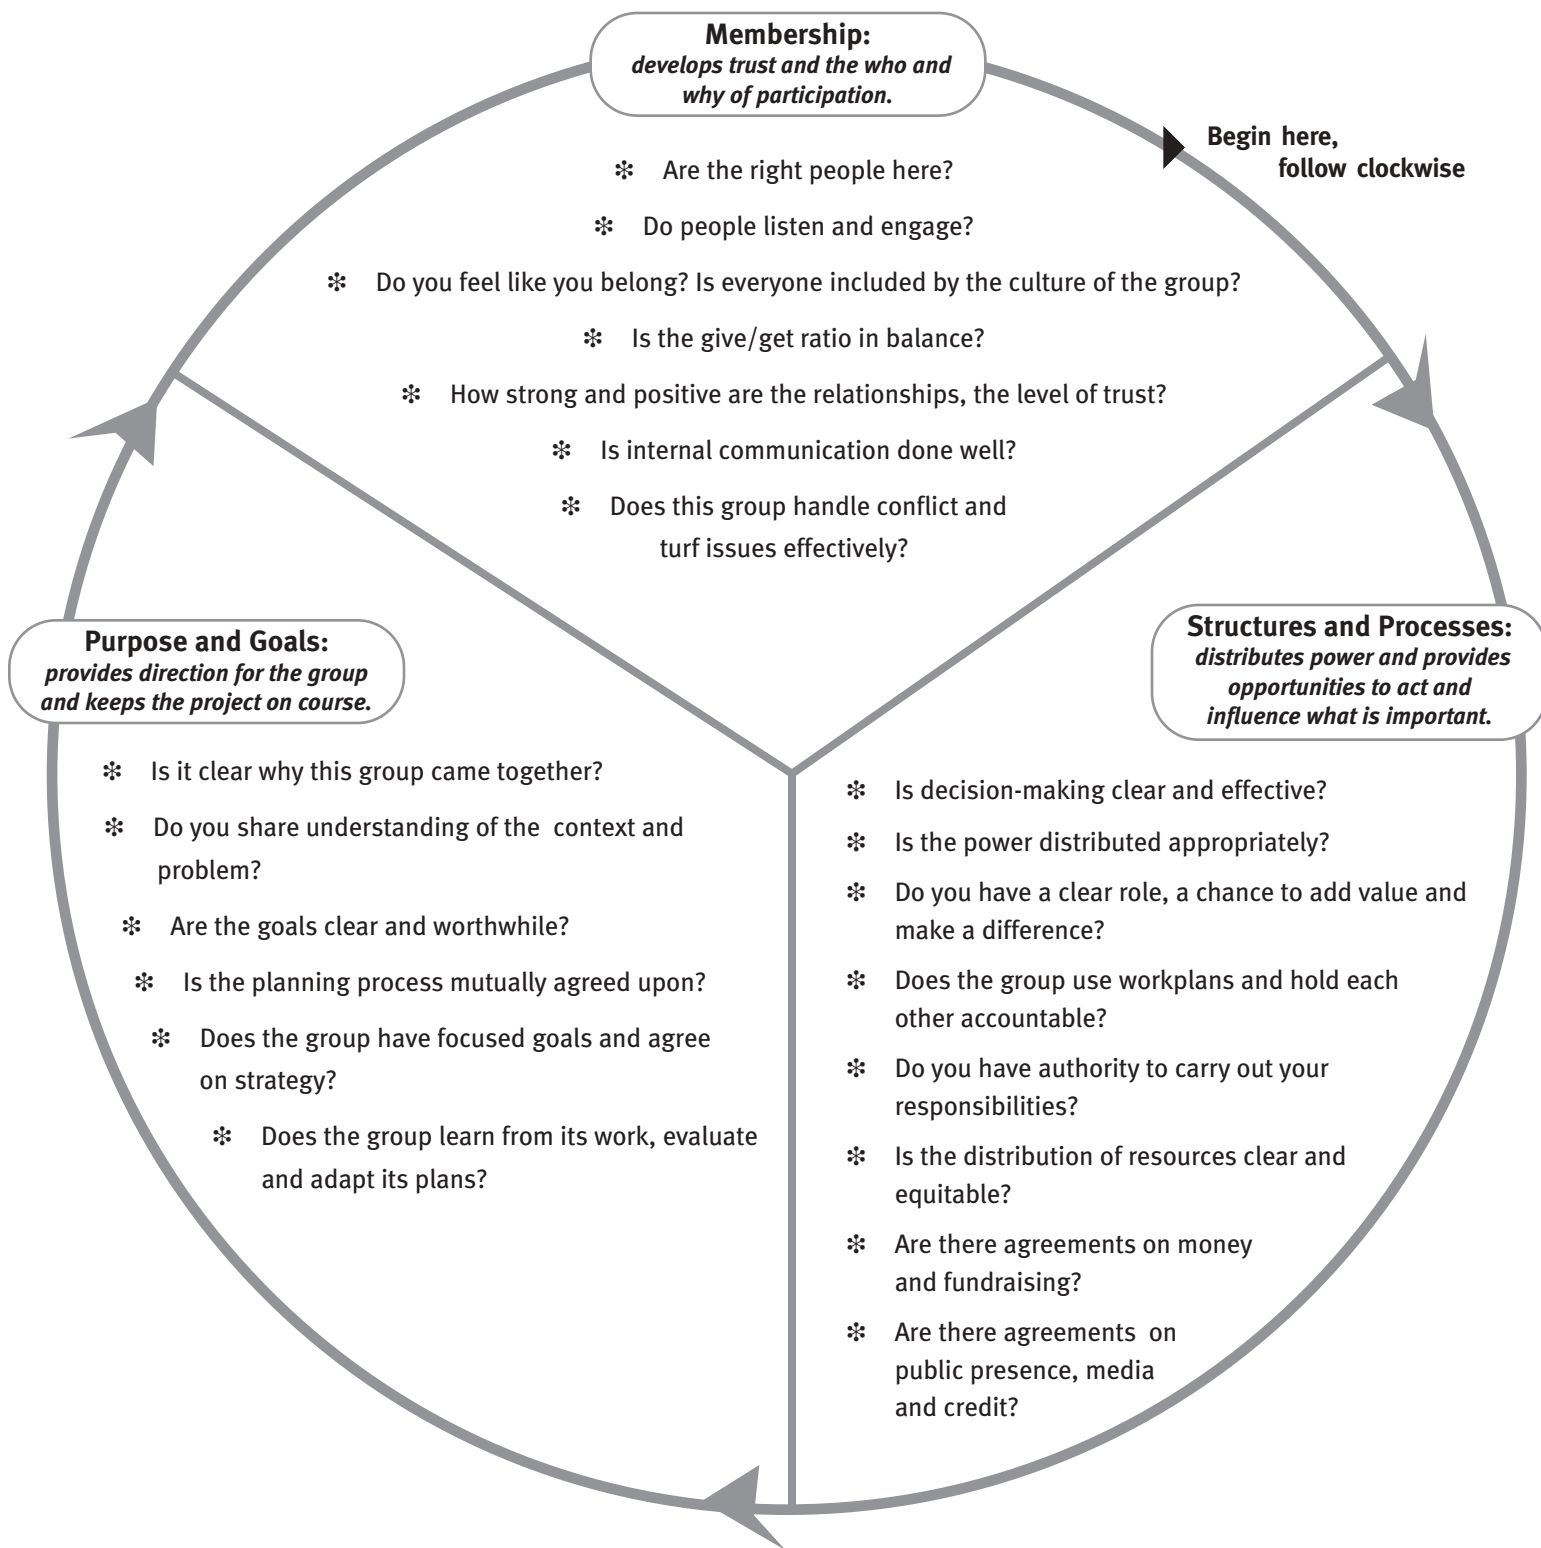 Membership:
develops trust and the who and
why of participation.
Begin here,
follow clockwise
❇ Are the right people here?
❇ Do people listen and engage?
❇ Do you feel like you belong? Is everyone included by the culture of the group?
❇ Is the give/get ratio in balance?
❇ How strong and positive are the relationships, the level of trust?
❇ Is internal communication done well?
❇ Does this group handle conflict and
turf issues effectively?
Structures and Processes:
distributes power and provides
opportunities to act and
influence what is important.
❇ Is decision-making clear and effective?
❇ Is the power distributed appropriately?
❇ Do you have a clear role, a chance to add value and
make a difference?
❇ Does the group use workplans and hold each
other accountable?
❇ Do you have authority to carry out your
responsibilities?
❇ Is the distribution of resources clear and
equitable?
❇ Are there agreements on money
and fundraising?
❇ Are there agreements on
public presence, media
and credit?
Purpose and Goals:
provides direction for the group
and keeps the project on course.
❇ Is it clear why this group came together?
❇ Do you share understanding of the context and
problem?
❇ Are the goals clear and worthwhile?
❇ Is the planning process mutually agreed upon?
❇ Does the group have focused goals and agree
on strategy?
❇ Does the group learn from its work, evaluate
and adapt its plans?